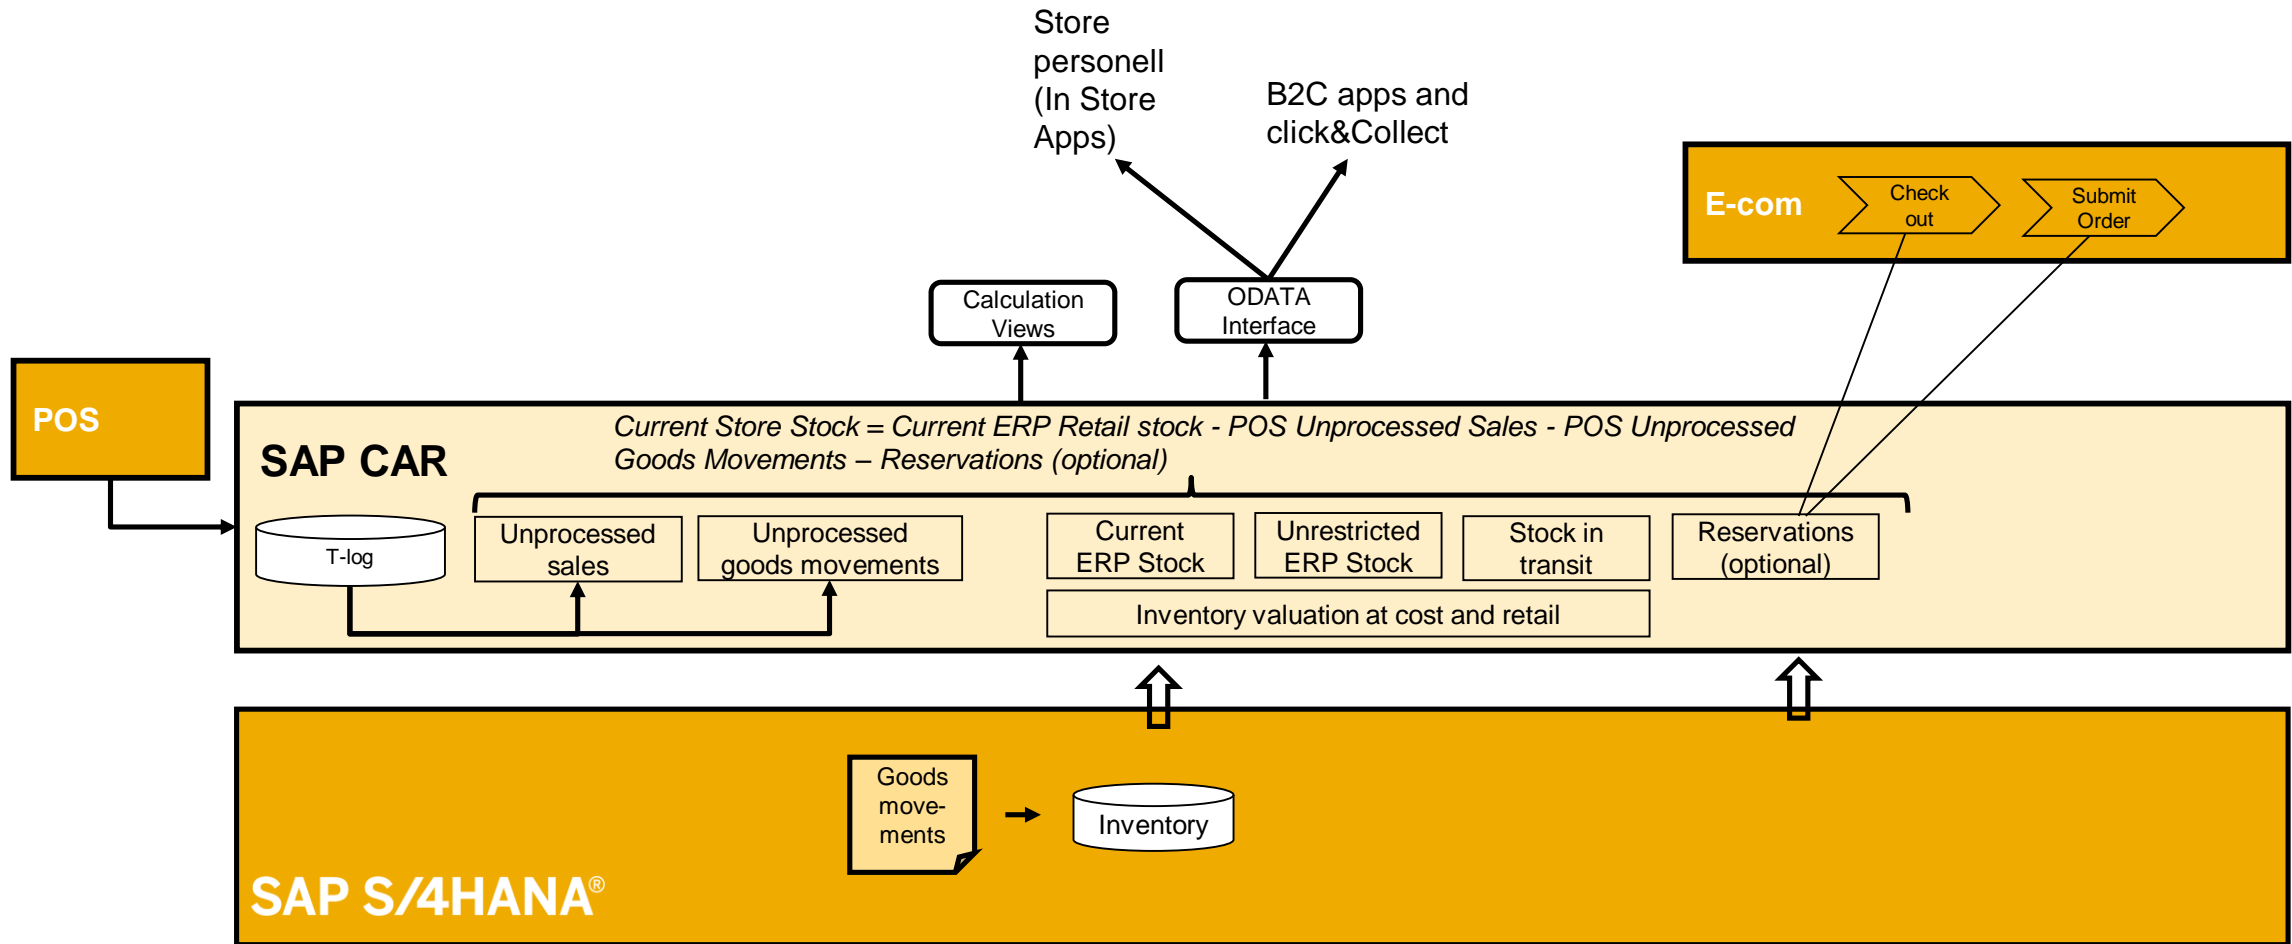 Store
personell
(In Store
Apps)
B2C apps and
click&Collect
E-com
Check
out
Submit
Order
Calculation
Views
ODATA
Interface
POS
SAP CAR
Current Store Stock = Current ERP Retail stock - POS Unprocessed Sales - POS Unprocessed
Goods Movements – Reservations (optional)
T-log
Unprocessed
sales
Unprocessed
goods movements
Current
ERP Stock
Unrestricted
ERP Stock
Stock in
transit
Reservations
(optional)
Inventory valuation at cost and retail
Goods
move-
ments
Inventory
SAP S/4HANA®